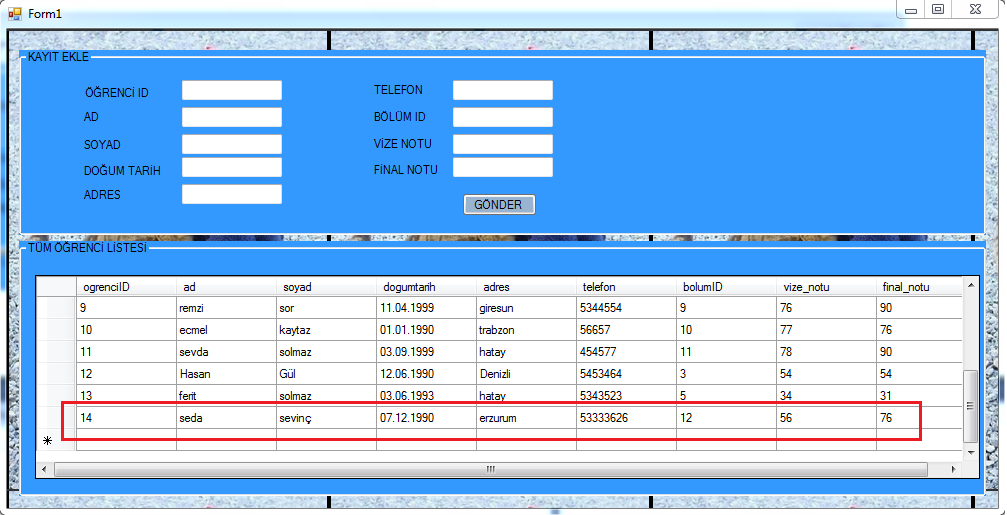 Form1
KAYIT EKLE
ÖĞRENCİ ID TELEFON
AD BÖLÜM ID
SOYAD VİZE NOTU
DOĞUM TARİH FİNAL NOTU
ADRES
GÖNDER
TÜM ÖĞRENCİ LİSTESİ
ogrenciID ad soyad dogumtarih adres telefon bolumID vize_notu final_notu
9 remzi sor 11.04.1999 giresun 5344554 9 76 90
10 ecmel kaytaz 01.01.1990 trabzon 56657 10 77 76
11 sevda solmaz 03.09.1999 hatay 454577 11 78 90
12 Hasan Gül 12.06.1990 Denizli 5453464 3 54 54
13 ferit solmaz 03.06.1993 hatay 5343523 5 34 31
14 seda sevinç 07.12.1990 erzurum 53333626 12 56 76